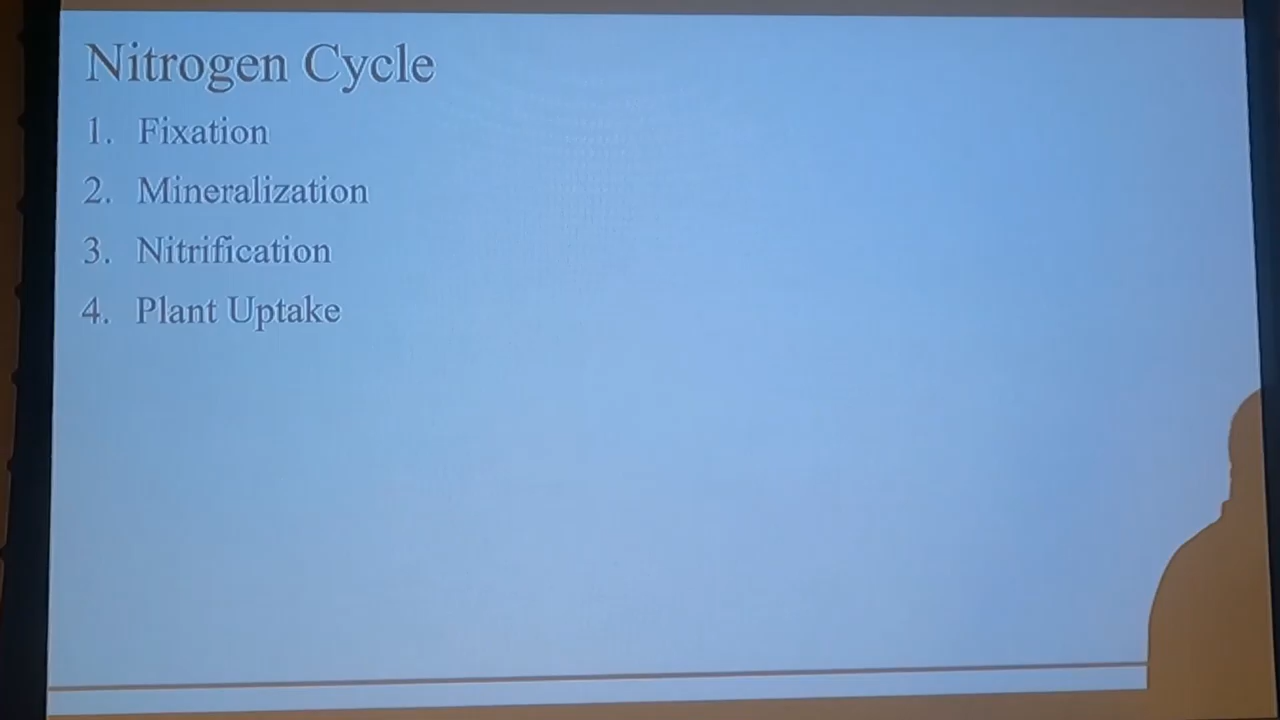 Nitrogen Cycle
1. Fixation
2. Mineralization
3. Nitrification
4. Plant Uptake